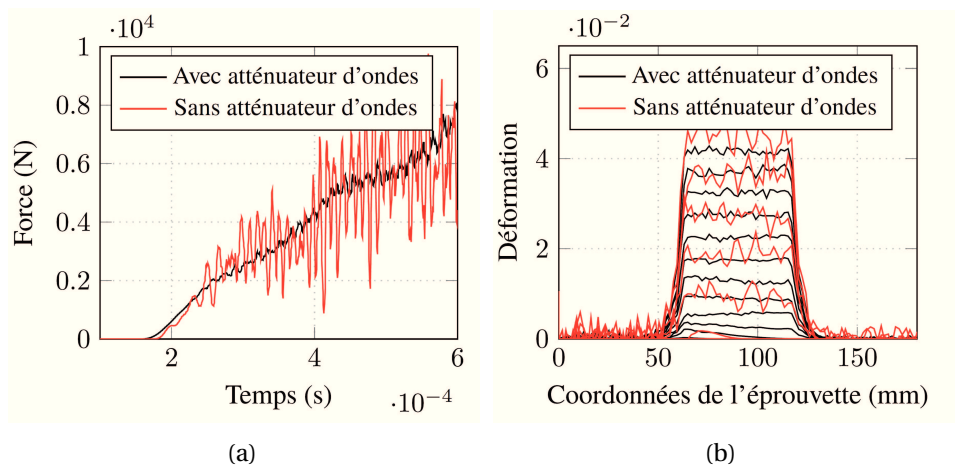 ·10⁴
1
0.8
0.6
0.4
0.2
0
Force (N)
Avec atténuateur d'ondes
Sans atténuateur d'ondes
2
4
6
Temps (s)
·10⁻⁴
(a)
·10⁻²
6
4
2
0
Déformation
Avec atténuateur d'ondes
Sans atténuateur d'ondes
0
50
100
150
Coordonnées de l'éprouvette (mm)
(b)